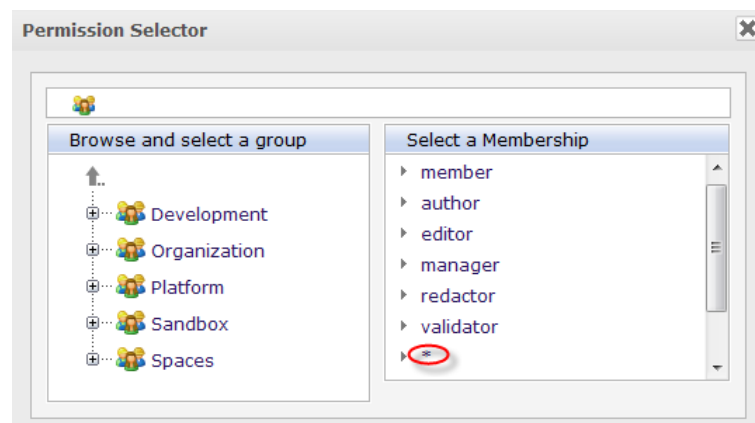 Permission Selector
Browse and select a group
Development
Organization
Platform
Sandbox
Spaces
Select a Membership
member
author
editor
manager
redactor
validator
*